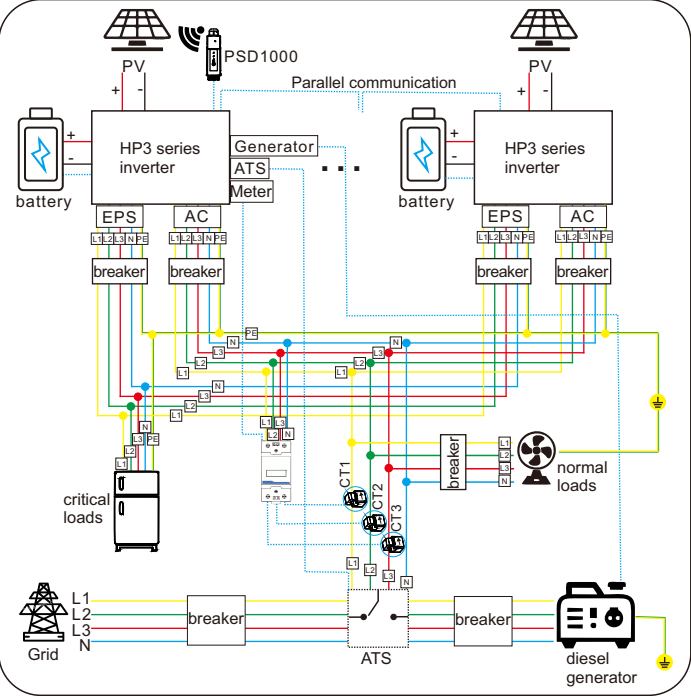 PSD1000
PV
PV
+ -
+ -
Parallel communication
HP3 series
inverter
HP3 series
inverter
+
-
+
-
Generator
ATS
Meter
...
battery
battery
EPS
AC
EPS
AC
L1 L2 L3 N PE
L1 L2 L3 N PE
L1 L2 L3 N PE
L1 L2 L3 N PE
breaker
breaker
breaker
breaker
PE
N
N
L3
L3
L2
L2
L1
L1
N
L3
L2
L1
L1
L2
L3
N
L1
L2
L3
N
PE
L1
L2
L3
N
breaker
normal
loads
critical
loads
CT1
CT2
CT3
L1
L2
L3
N
L1
L2
L3
N
Grid
breaker
ATS
breaker
diesel
generator